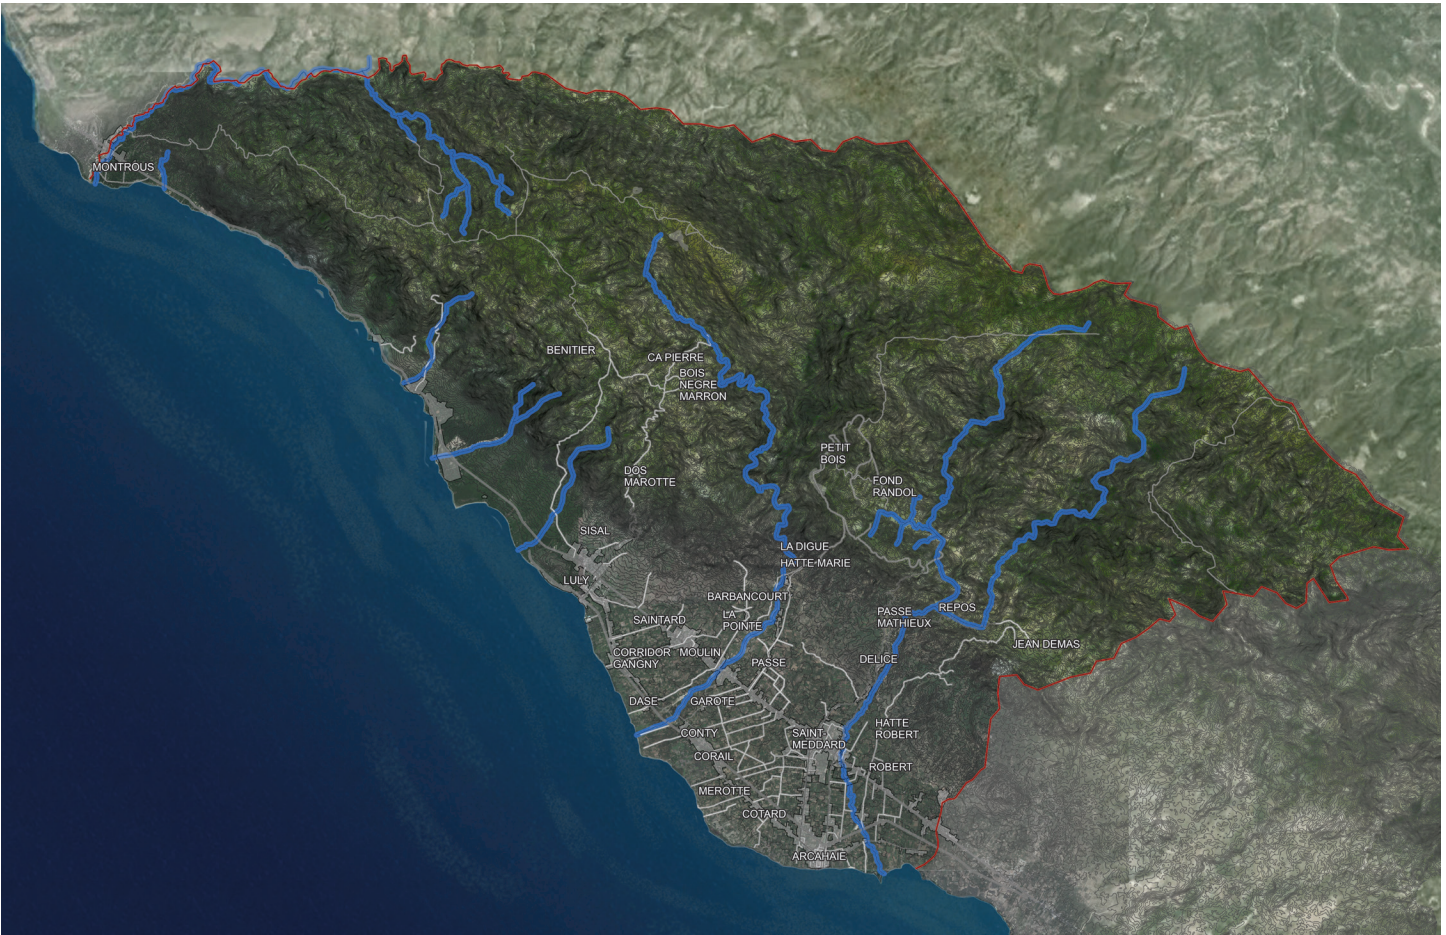 MONTROUS
BENITIER
CA PIERRE
BOIS
NEGRE
MARRON
PETIT
BOIS
DOS
MAROTTE
FOND
RANDOL
SISAL
LA DIGUE
HATTE MARIE
LULY
BARBANCOURT
SAINTARD
LA
POINTE
PASSE
MATHIEUX
REPOS
JEAN DEMAS
CORRIDOR
GANGNY
MOULIN
PASSE
DELICE
DASE
GAROTE
CONTY
SAINT
MEDDARD
HATTE
ROBERT
CORAIL
ROBERT
MEROTTE
COTARD
ARCAHAIE